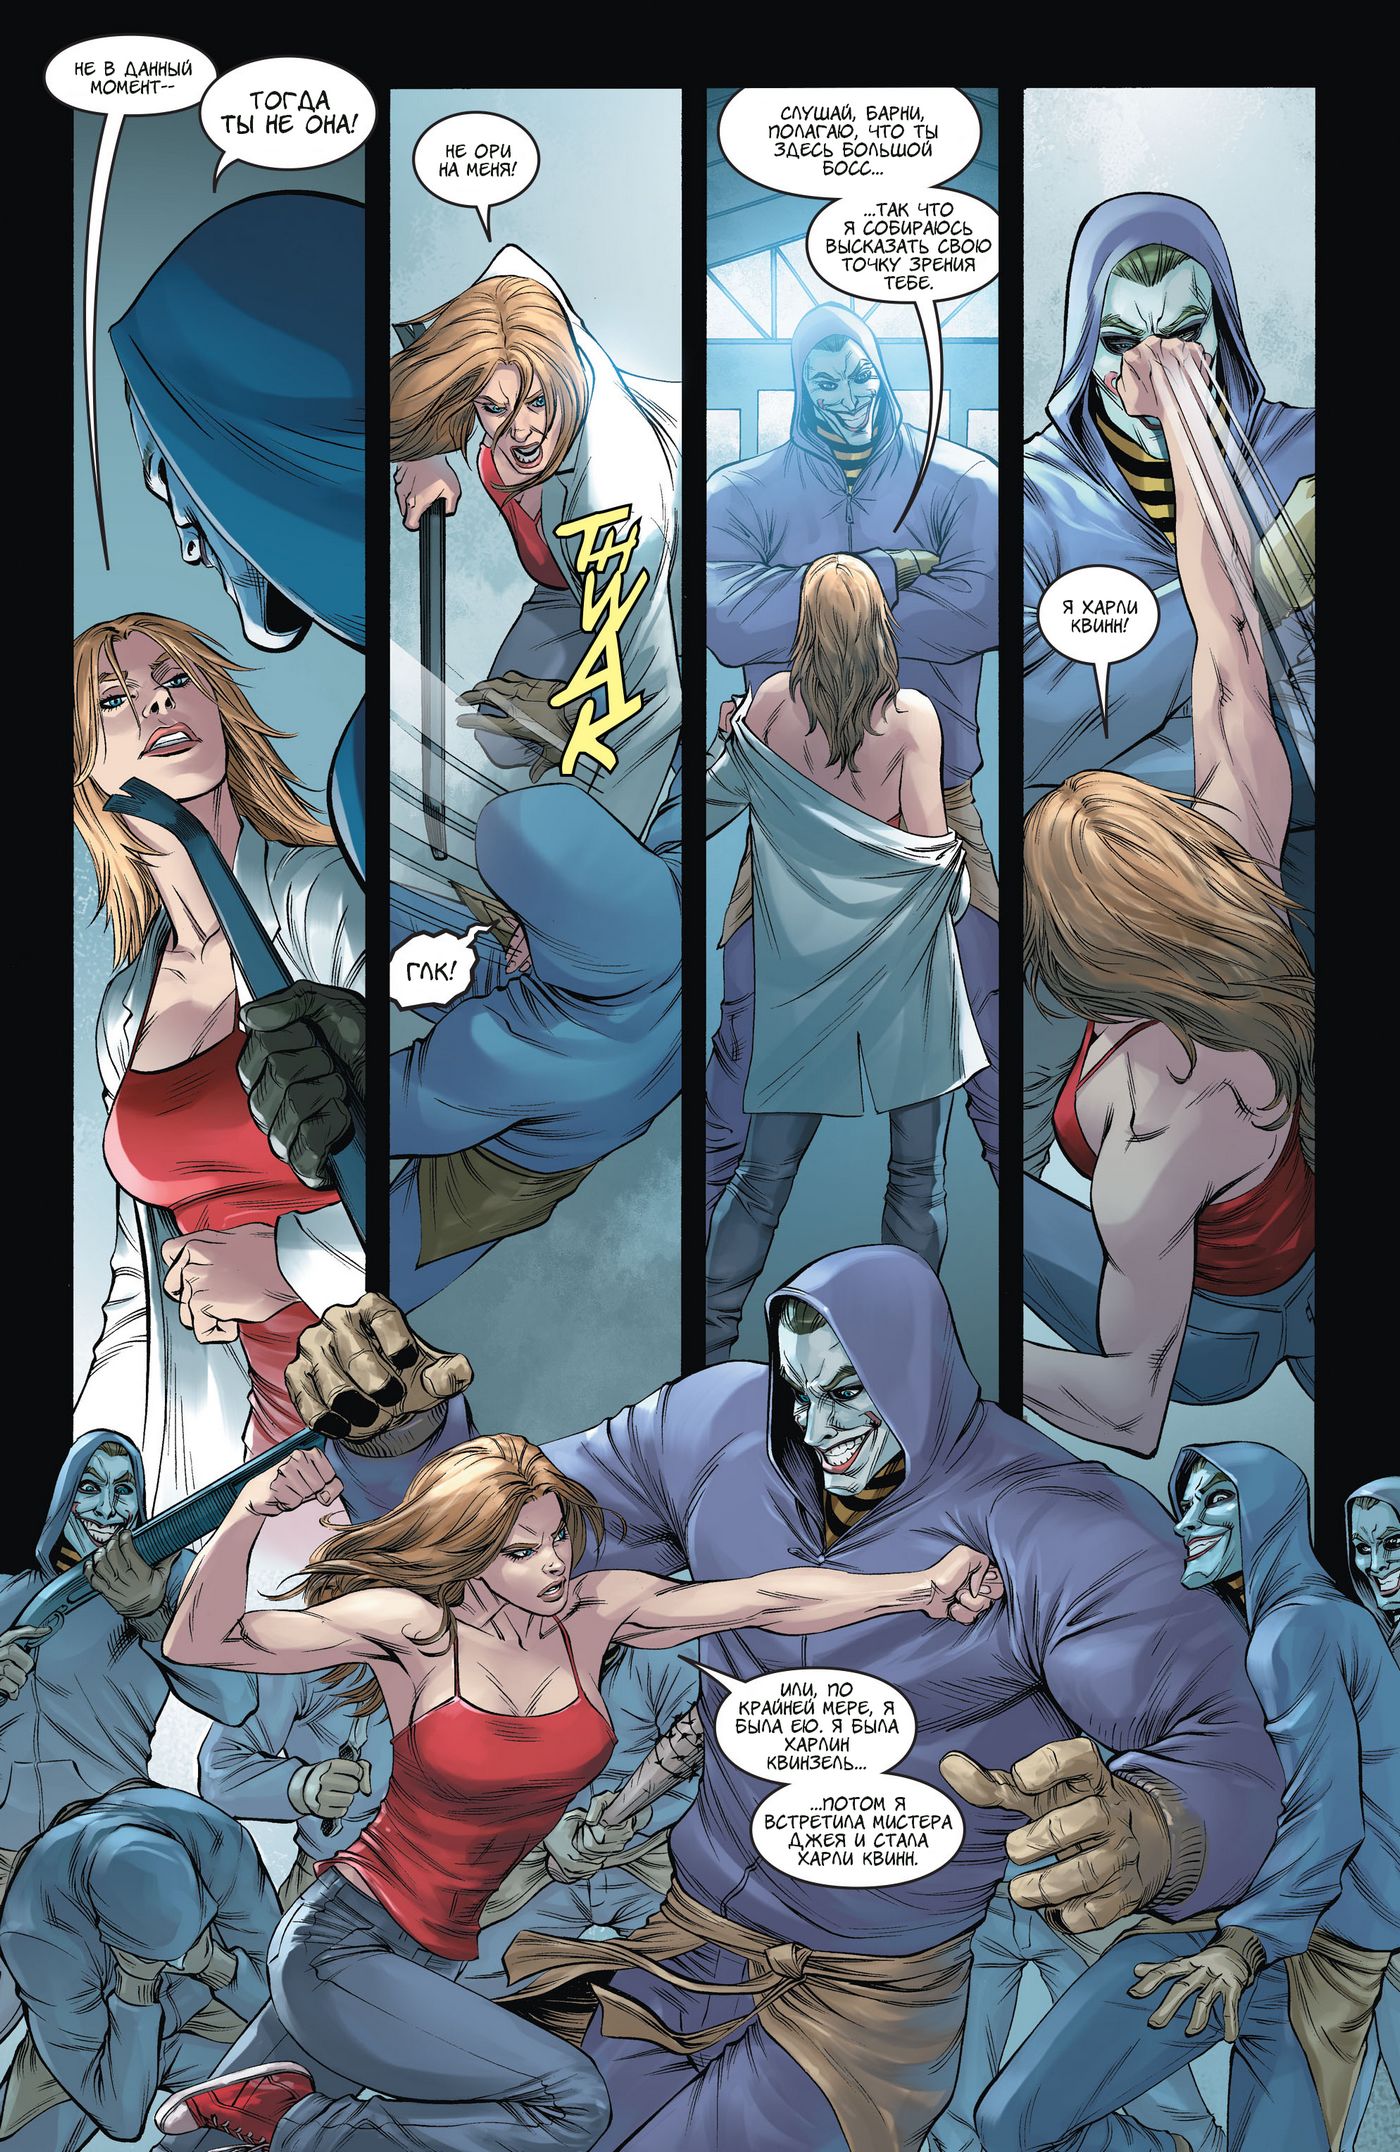 НЕ В ДАННЫЙ
МОМЕНТ--
ТОГДА
ТЫ НЕ ОНА!
НЕ ОРИ
НА МЕНЯ!
THWAK
ГЛК!
СЛУШАЙ, БАРНИ,
ПОЛАГАЮ, ЧТО ТЫ
ЗДЕСЬ БОЛЬШОЙ
БОСС...
...ТАК ЧТО
Я СОБИРАЮСЬ
ВЫСКАЗАТЬ СВОЮ
ТОЧКУ ЗРЕНИЯ
ТЕБЕ.
Я ХАРЛИ
КВИНН!
ИЛИ, ПО
КРАЙНЕЙ МЕРЕ, Я
БЫЛА ЕЮ. Я БЫЛА
ХАРЛИН
КВИНЗЕЛЬ...
...ПОТОМ Я
ВСТРЕТИЛА МИСТЕРА
ДЖЕЯ И СТАЛА
ХАРЛИ КВИНН.